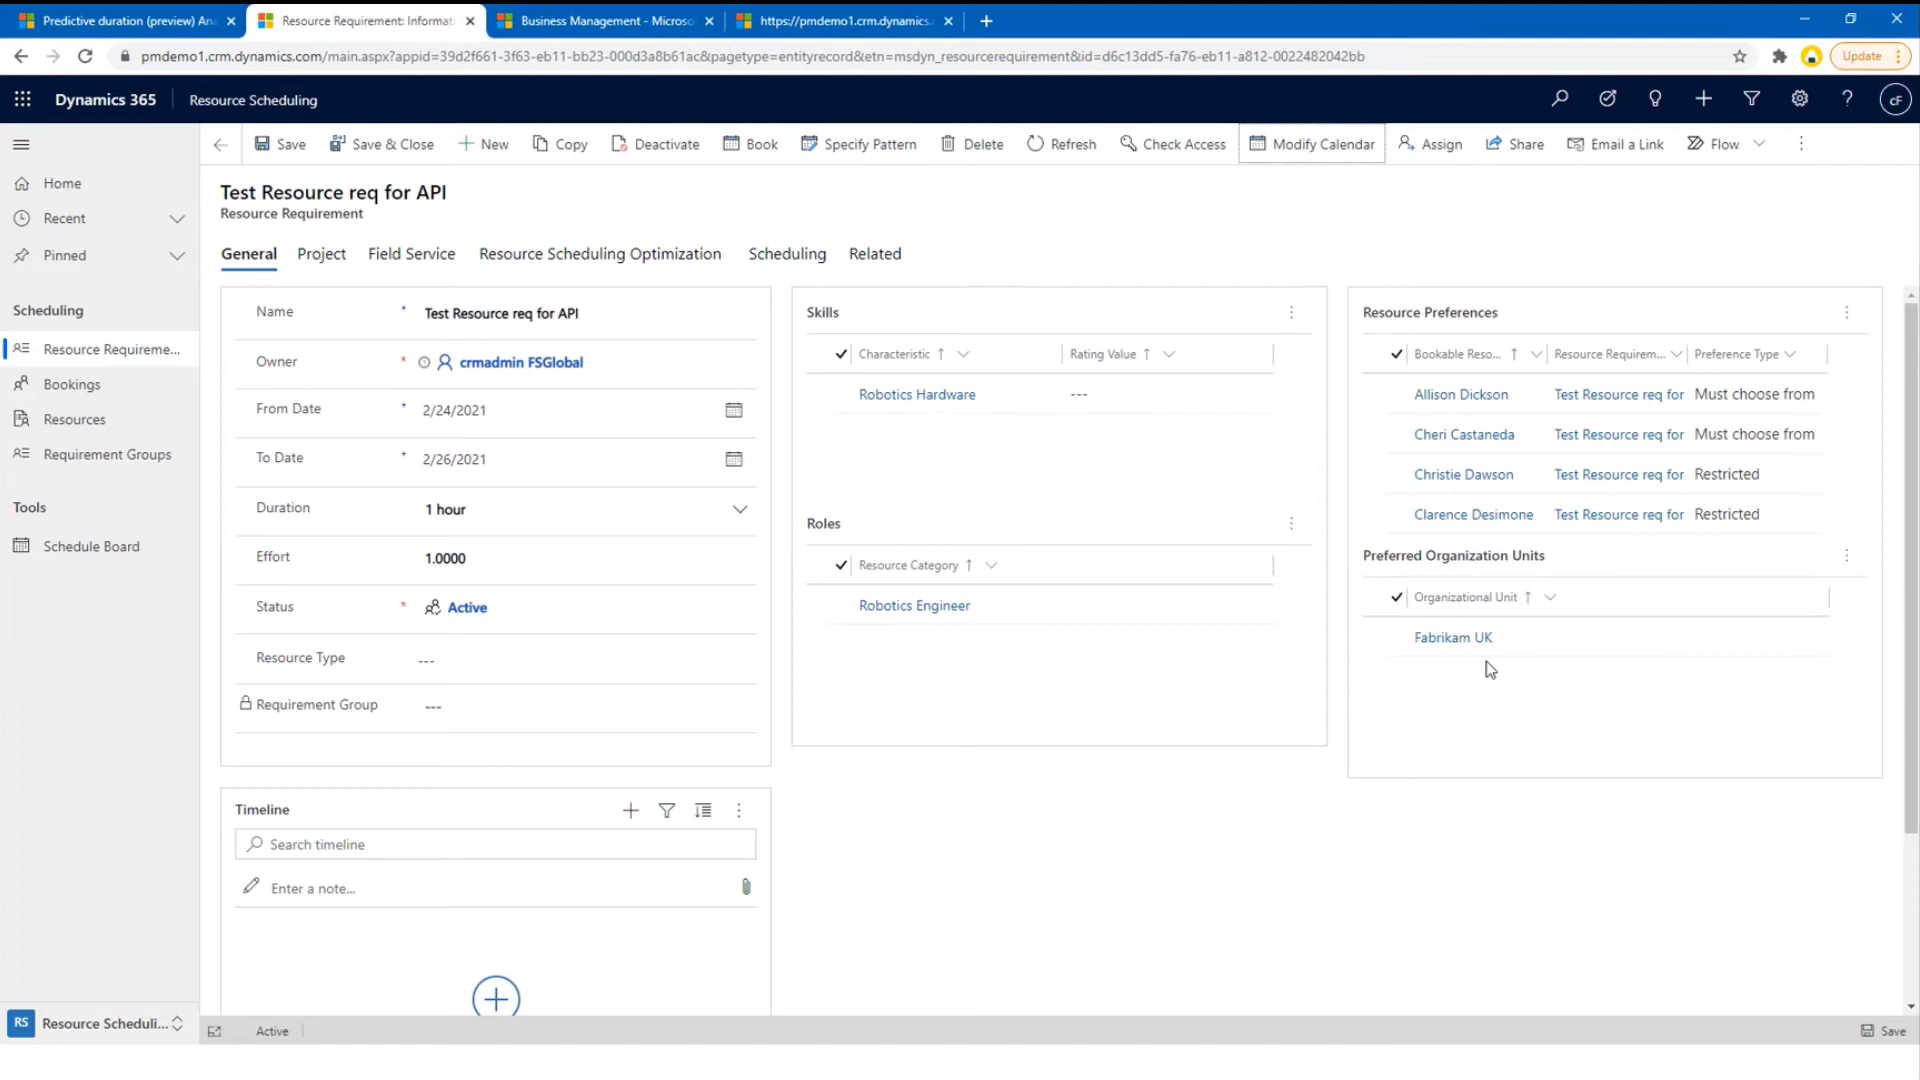 Predictive duration (preview) An
Resource Requirement: Informat
Business Management - Microso
https://pmdemo1.crm.dynamics.
pmdemo1.crm.dynamics.com/main.aspx?appid=39d2f661-3f63-eb11-bb23-000d3a8b61ac&pagetype=entityrecord&etn=msdyn_resourcerequirement&id=d6c13dd5-fa76-eb11-a812-0022482042bb
Update
Dynamics 365
Resource Scheduling
CF
Save
Save & Close
New
Copy
Deactivate
Book
Specify Pattern
Delete
Refresh
Check Access
Modify Calendar
Assign
Share
Email a Link
Flow
Home
Recent
Pinned
Scheduling
Resource Requireme...
Bookings
Resources
Requirement Groups
Tools
Schedule Board
RS Resource Scheduli...
Test Resource req for API
Resource Requirement
General Project Field Service Resource Scheduling Optimization Scheduling Related
Name * Test Resource req for API
Owner * crmadmin FSGlobal
From Date * 2/24/2021
To Date * 2/26/2021
Duration 1 hour
Effort 1.0000
Status * Active
Resource Type ---
Requirement Group ---
Timeline
Search timeline
Enter a note...
Skills
Characteristic Rating Value
Robotics Hardware ---
Roles
Resource Category
Robotics Engineer
Resource Preferences
Bookable Reso... Resource Requirem... Preference Type
Allison Dickson Test Resource req for Must choose from
Cheri Castaneda Test Resource req for Must choose from
Christie Dawson Test Resource req for Restricted
Clarence Desimone Test Resource req for Restricted
Preferred Organization Units
Organizational Unit
Fabrikam UK
Active
Save